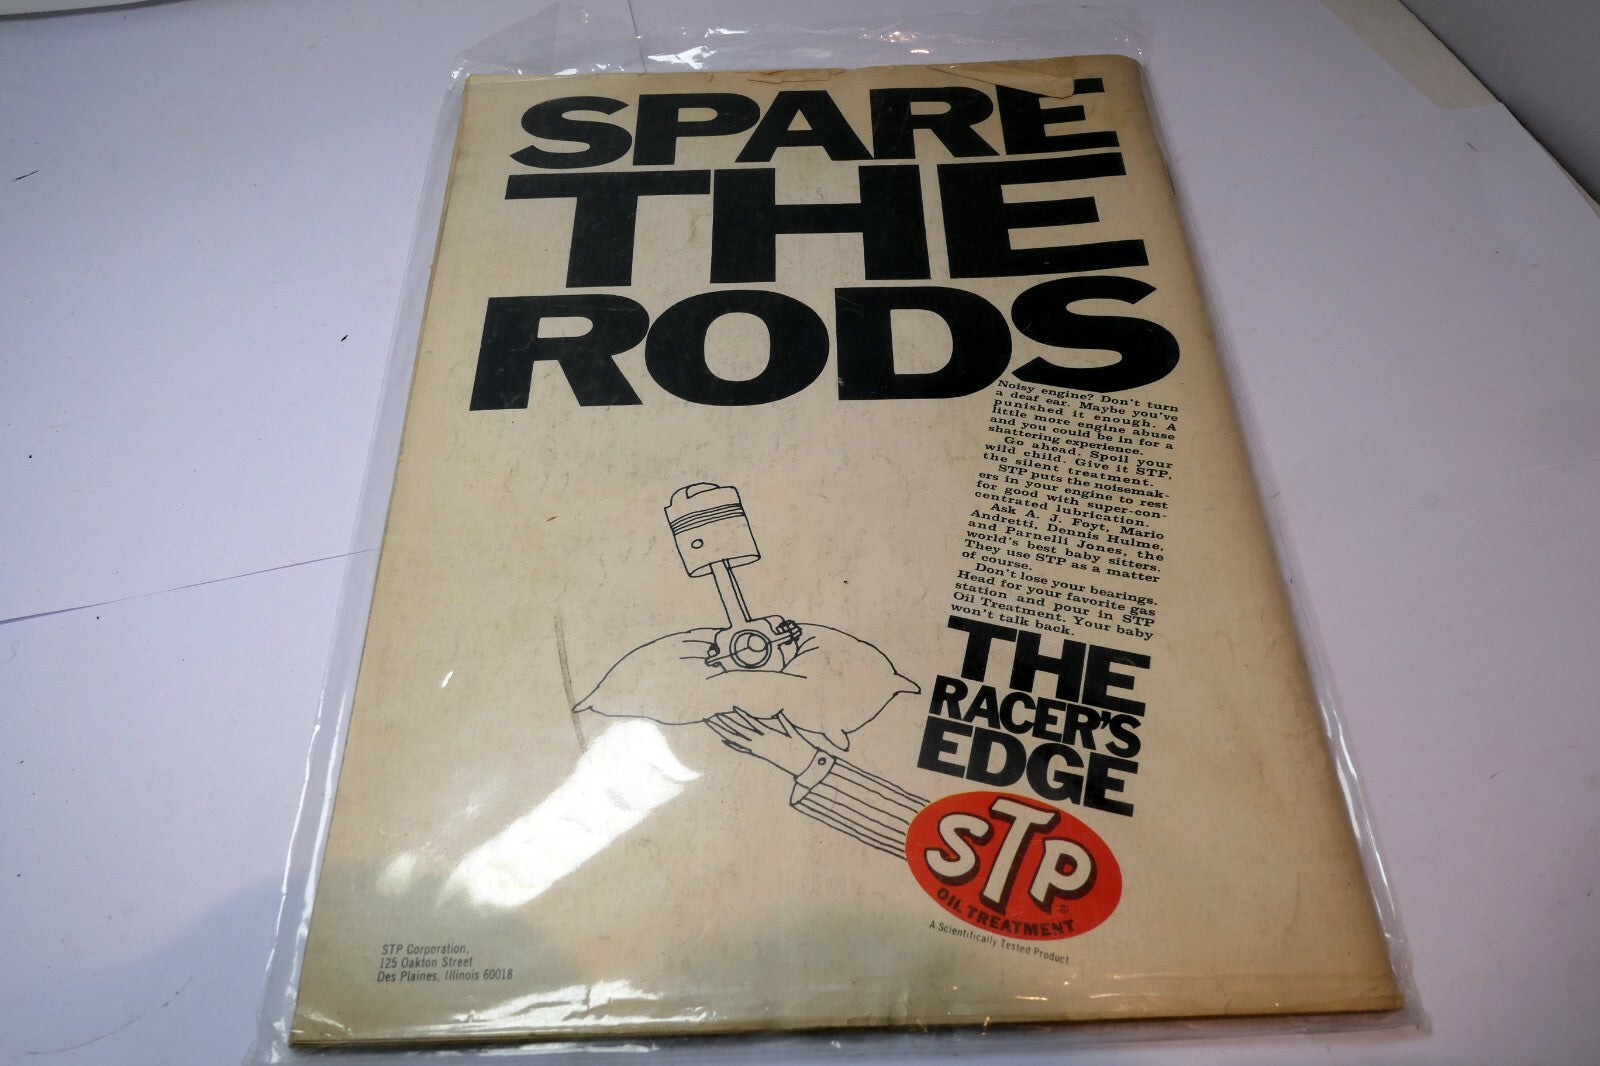 SPARE
THE
RODS
Noisy engine? Don't turn
a deaf ear. Maybe you've
punished it enough. A
little more engine abuse
and you could be in for a
shattering experience.
Go ahead. Spoil your
wild child. Give it STP,
the silent treatment.
STP puts the noisemak-
ers in your engine to rest
for good with super-con-
centrated lubrication.
Ask A. J. Foyt, Mario
Andretti, Dennis Hulme,
and Parnelli Jones, the
world's best baby sitters.
They use STP as a matter
of course.
Don't lose your bearings.
Head for your favorite gas
station and pour in STP
Oil Treatment. Your baby
won't talk back.
THE
RACER'S
EDGE
STP
®
OIL TREATMENT
A Scientifically Tested Product
STP Corporation,
125 Oakton Street
Des Plaines, Illinois 60018